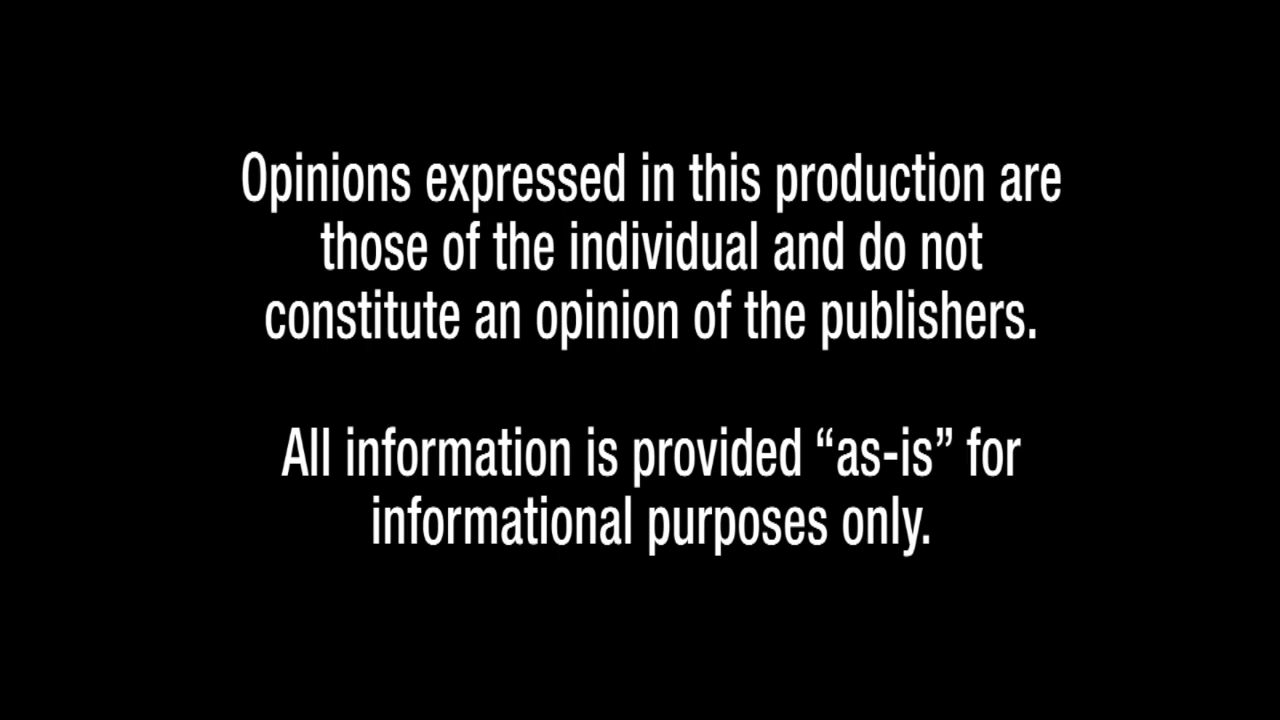 Opinions expressed in this production are
those of the individual and do not
constitute an opinion of the publishers.
All information is provided “as-is” for
informational purposes only.